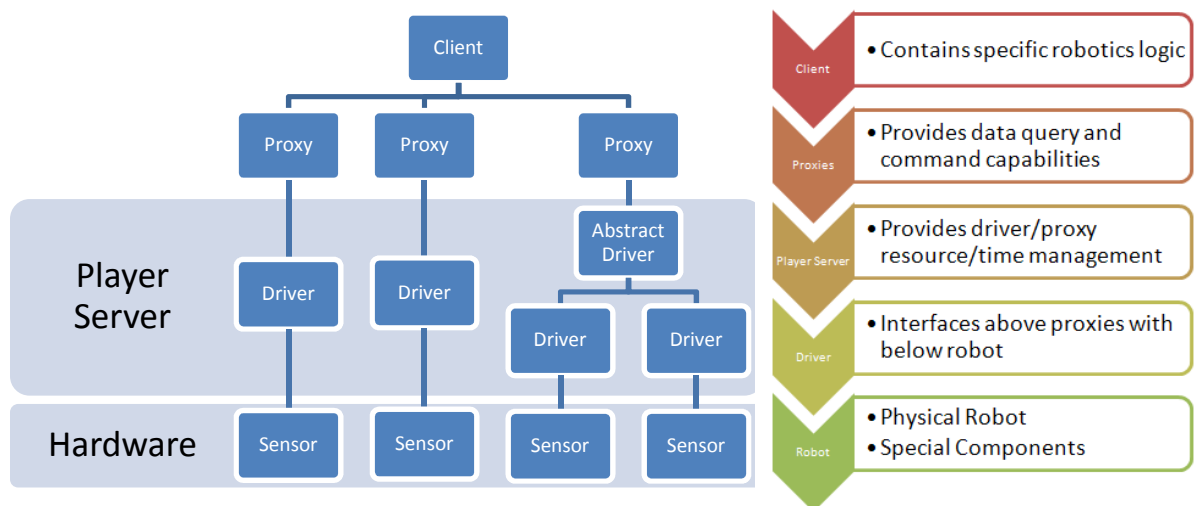 Client
Proxy
Proxy
Proxy
Player
Server
Abstract
Driver
Driver
Driver
Driver
Driver
Hardware
Sensor
Sensor
Sensor
Sensor
Client
•Contains specific robotics logic
Proxies
•Provides data query and
command capabilities
Player Server
•Provides driver/proxy
resource/time management
Driver
•Interfaces above proxies with
below robot
Robot
•Physical Robot
•Special Components